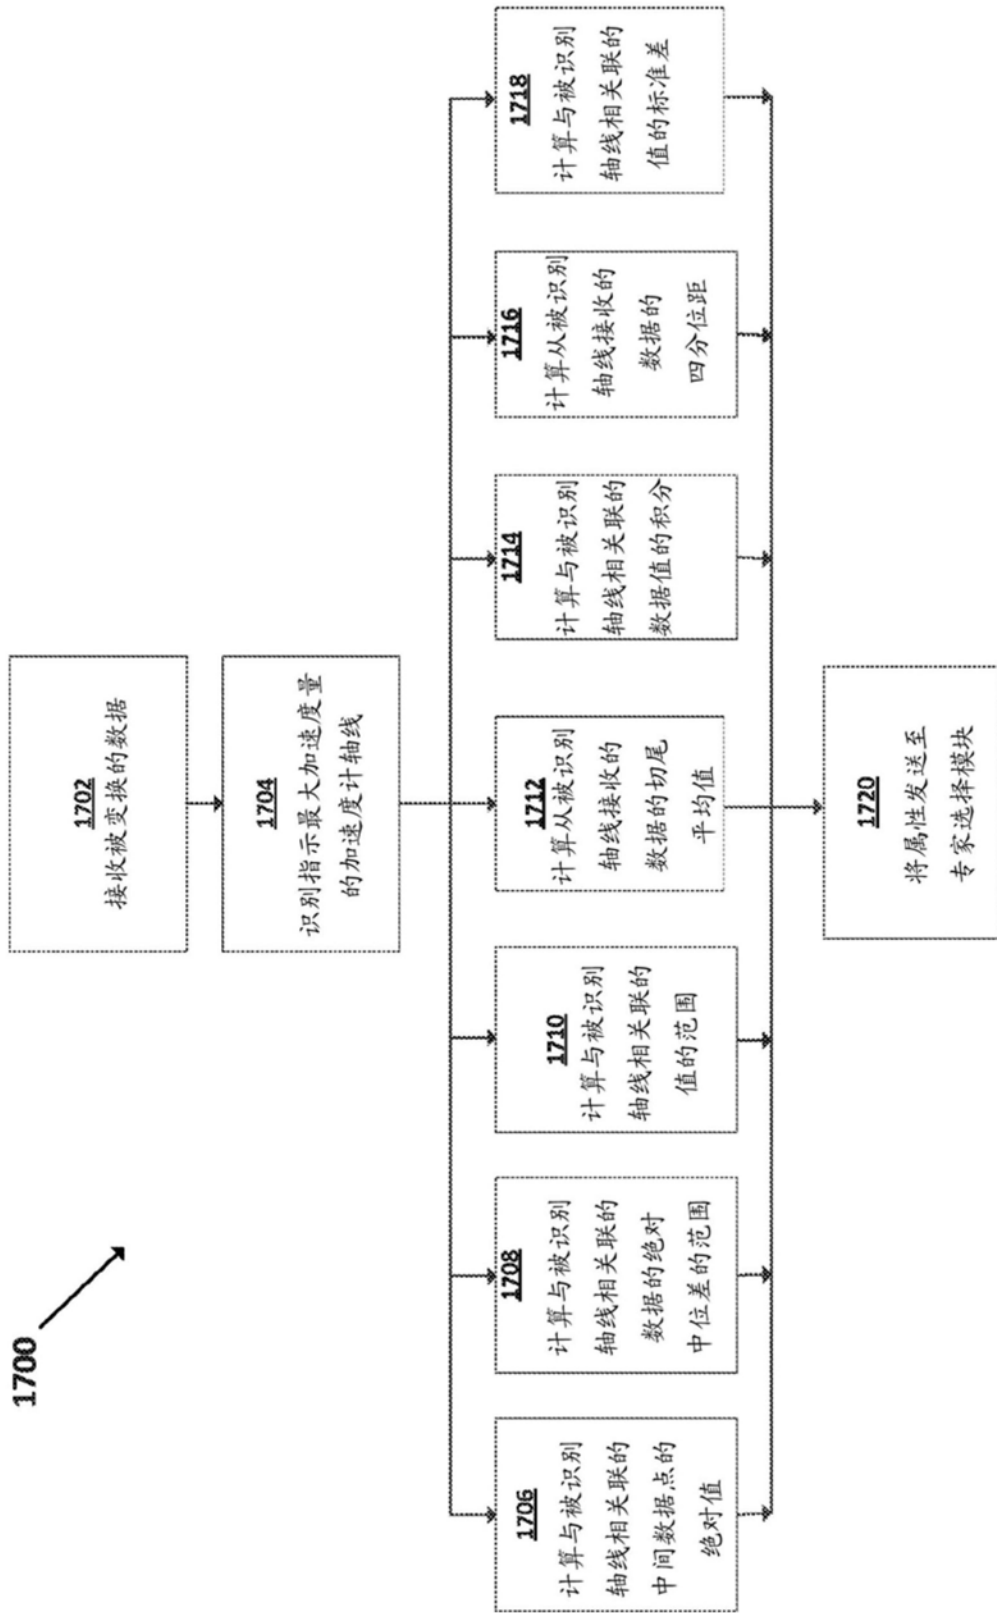 1700
1702
接收被变换的数据
1704
识别指示最大加速度量
的加速度计轴线
1706
计算与被识别
轴线相关联的
中间数据点的
绝对值
1708
计算与被识别
轴线相关联的
数据的绝对
中位差的范围
1710
计算与被识别
轴线相关联的
值的范围
1712
计算从被识别
轴线接收的
数据的切尾
平均值
1714
计算与被识别
轴线相关联的
数据值的积分
1716
计算从被识别
轴线接收的
数据的
四分位距
1718
计算与被识别
轴线相关联的
值的标准差
1720
将属性发送至
专家选择模块